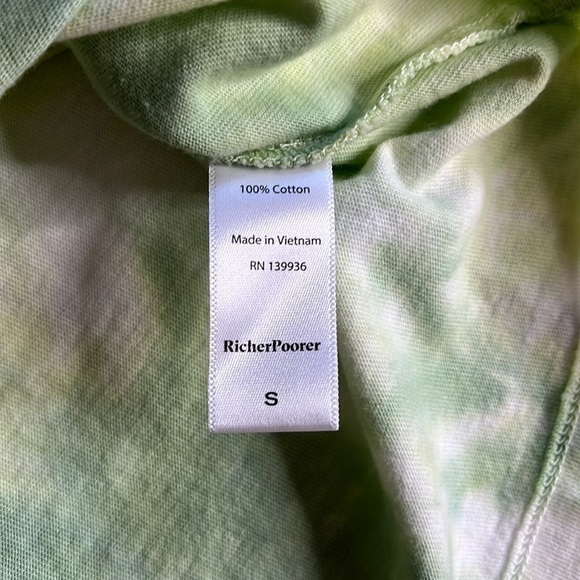 100% Cotton
Made in Vietnam
RN 139936
RicherPoorer
S